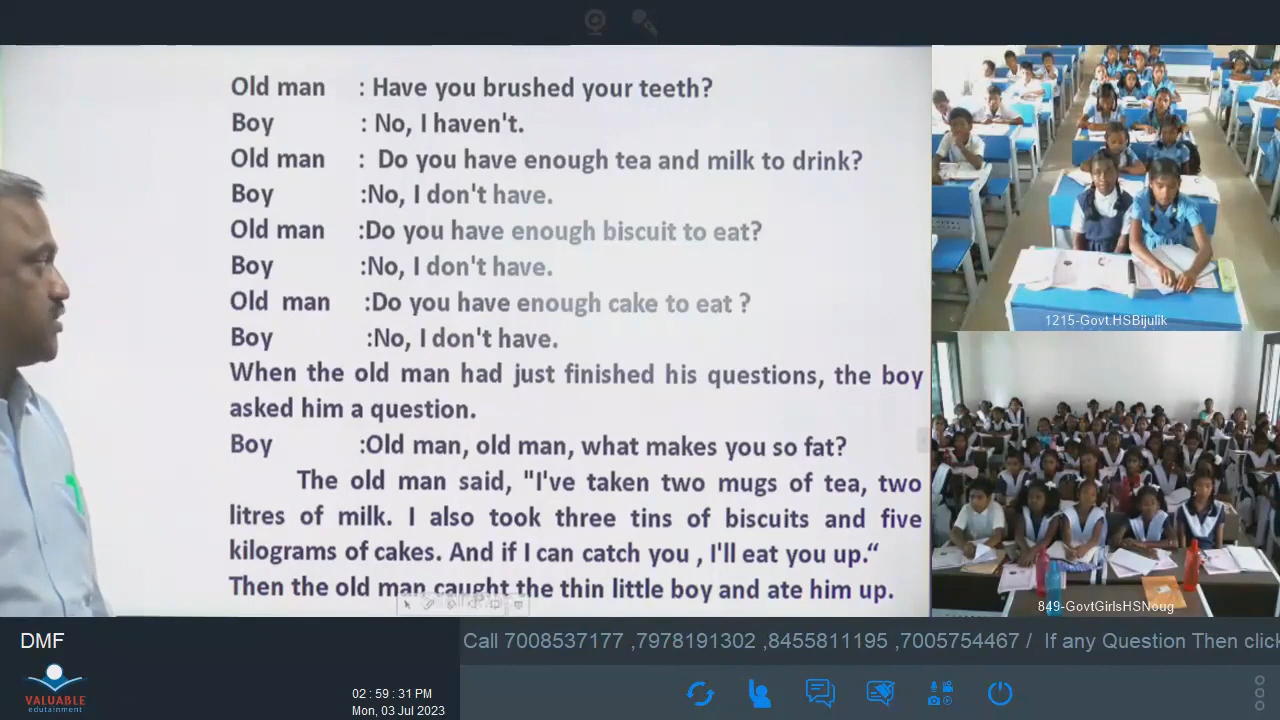 Old man : Have you brushed your teeth?
Boy : No, I haven't.
Old man : Do you have enough tea and milk to drink?
Boy :No, I don't have.
Old man :Do you have enough biscuit to eat?
Boy :No, I don't have.
Old man :Do you have enough cake to eat ?
Boy :No, I don't have.
When the old man had just finished his questions, the boy
asked him a question.
Boy :Old man, old man, what makes you so fat?
The old man said, "I've taken two mugs of tea, two
litres of milk. I also took three tins of biscuits and five
kilograms of cakes. And if I can catch you , I'll eat you up.“
Then the old man caught the thin little boy and ate him up.
1215-Govt.HSBijulik
849-GovtGirlsHSNoug
DMF
VALUABLE
edutainment
02 : 59 : 31 PM
Mon, 03 Jul 2023
Call 7008537177 ,7978191302 ,8455811195 ,7005754467 / If any Question Then click